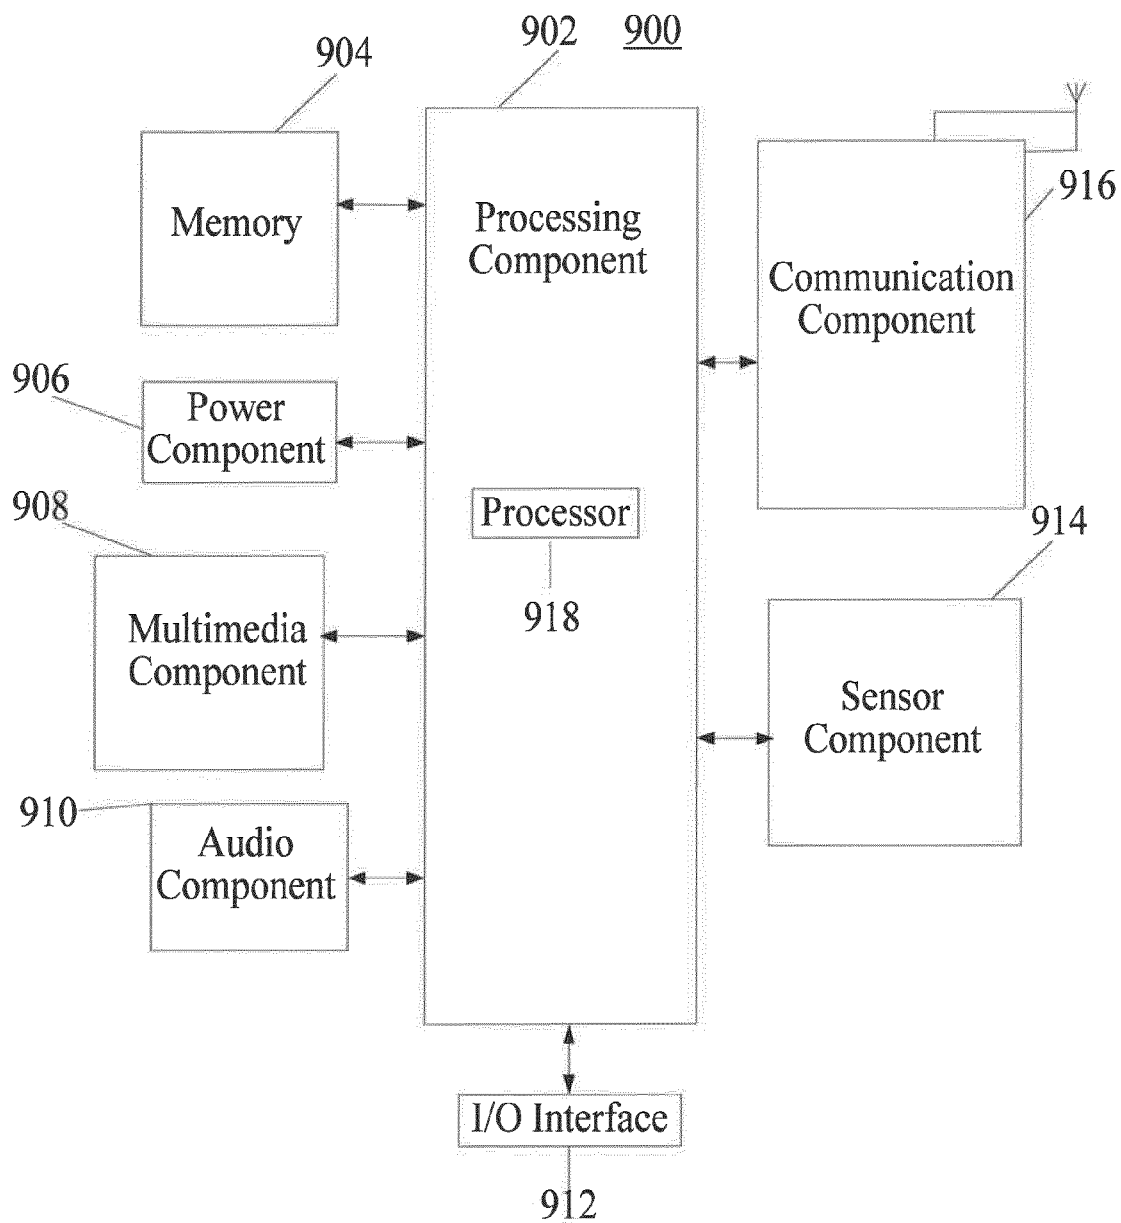 902
900
904
Memory
Processing
Component
916
Communication
Component
906
Power
Component
908
Processor
918
914
Multimedia
Component
Sensor
Component
910
Audio
Component
I/O Interface
912